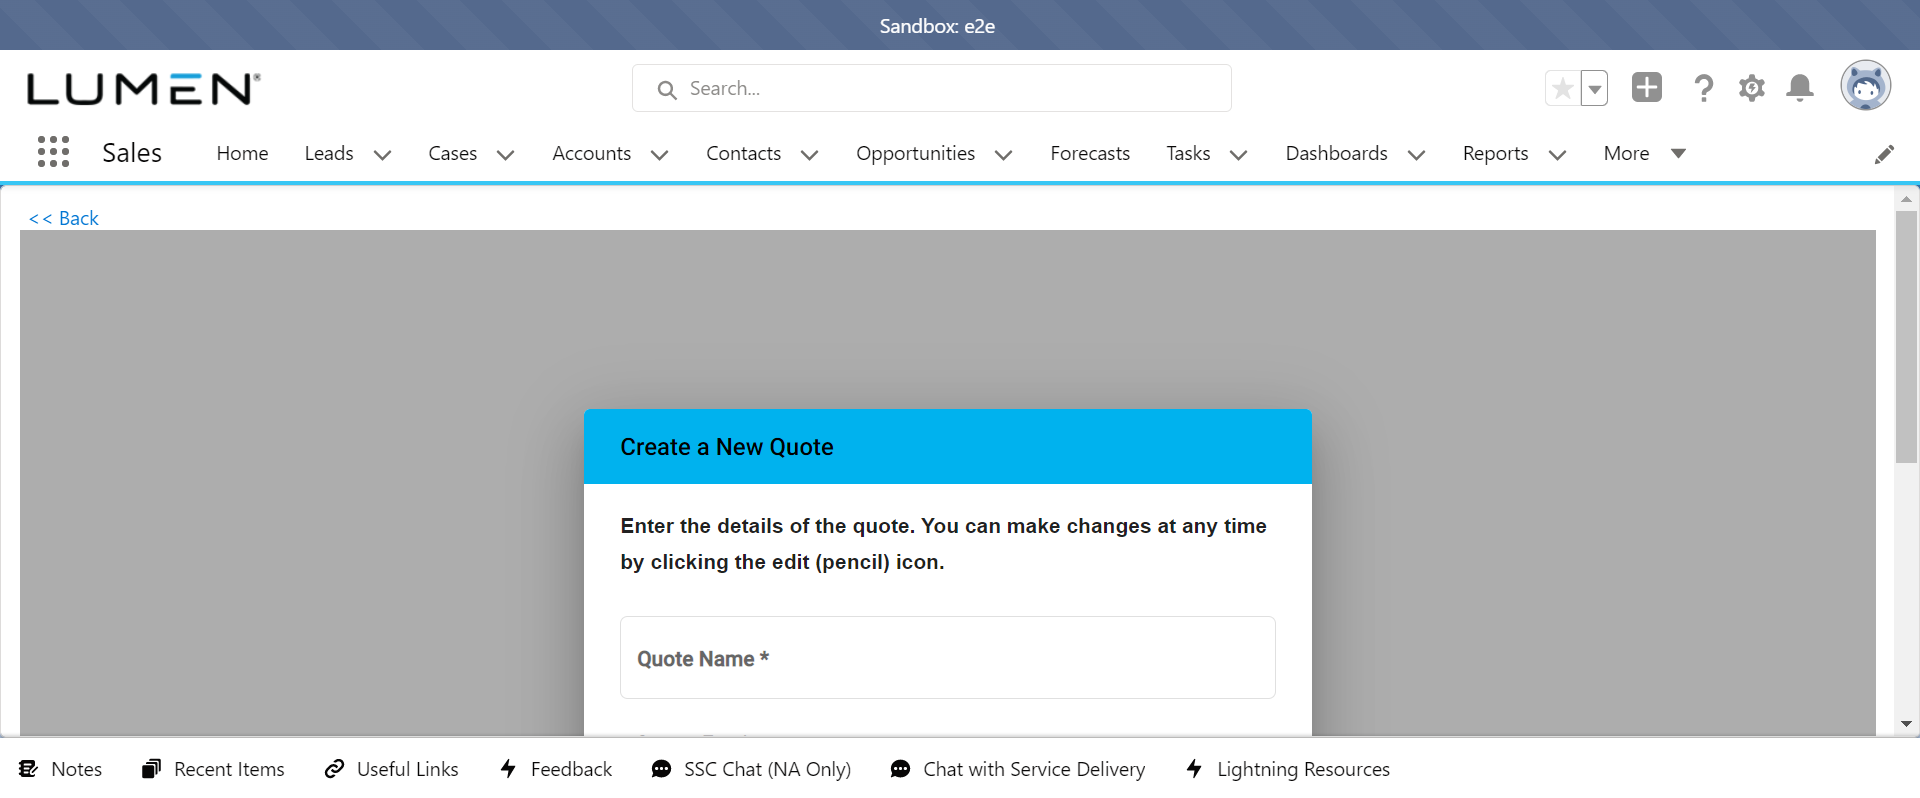 Sandbox: e2e
LUMEN
Search...
Sales
Home
Leads
Cases
Accounts
Contacts
Opportunities
Forecasts
Tasks
Dashboards
Reports
More
<< Back
Create a New Quote
Enter the details of the quote. You can make changes at any time
by clicking the edit (pencil) icon.
Quote Name *
Notes
Recent Items
Useful Links
Feedback
SSC Chat (NA Only)
Chat with Service Delivery
Lightning Resources